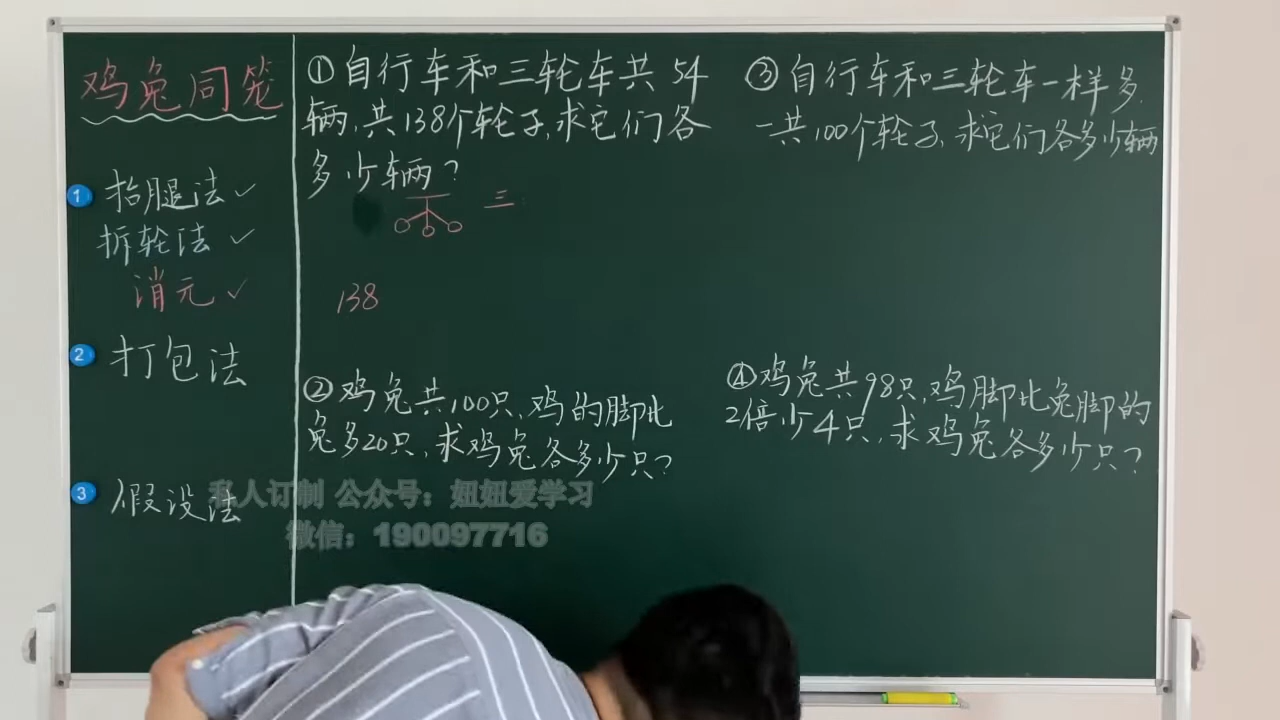 鸡兔同笼
1 抬腿法✓
拆轮法✓
消元✓
2 打包法
3 假设法
①自行车和三轮车共54
辆,共138个轮子,求它们各
多少辆?
三
138
②鸡兔共100只,鸡的脚比
兔多20只,求鸡兔各多少只?
③自行车和三轮车一样多,
一共100个轮子,求它们各多少辆
④鸡兔共98只,鸡脚比兔脚的
2倍少4只,求鸡兔各多少只?
私人订制 公众号:妞妞爱学习
微信:190097716